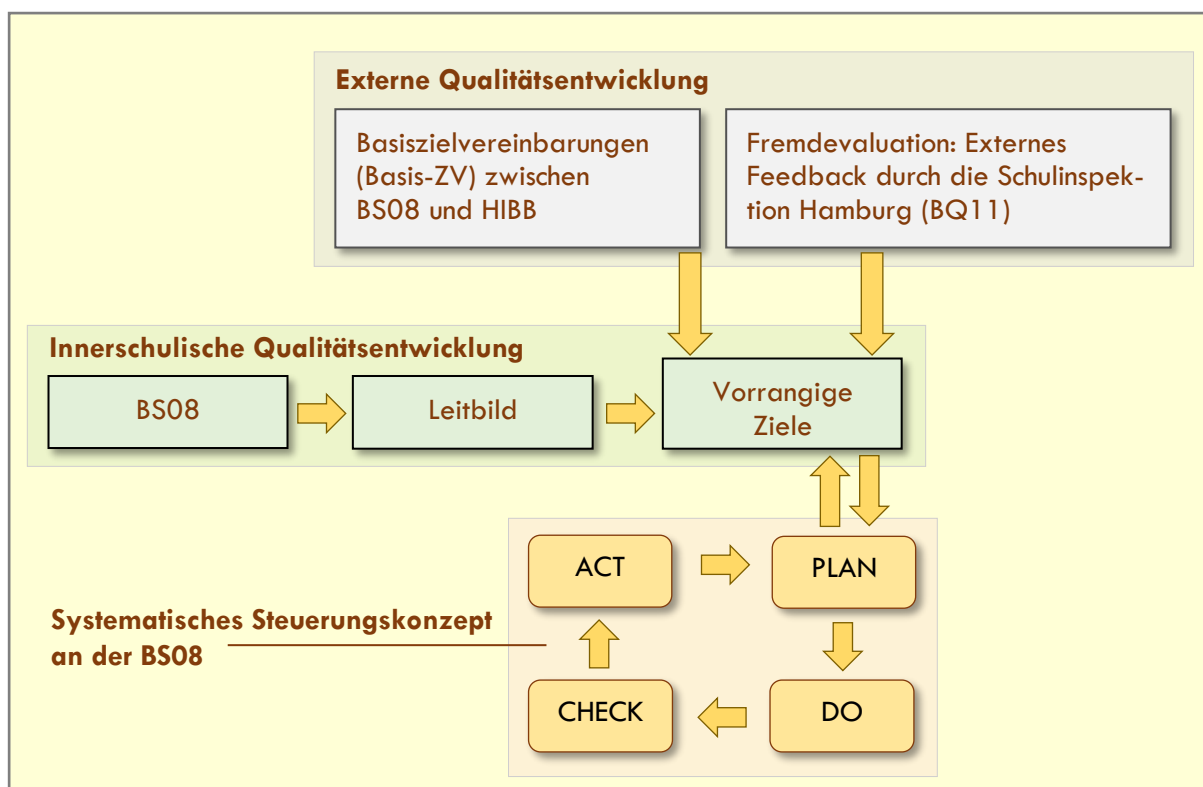 Externe Qualitätsentwicklung
Basiszielvereinbarungen
(Basis-ZV) zwischen
BS08 und HIBB
Fremdevaluation: Externes
Feedback durch die Schulinspek-
tion Hamburg (BQ11)
Innerschulische Qualitätsentwicklung
BS08
Leitbild
Vorrangige
Ziele
ACT
PLAN
Systematisches Steuerungskonzept
an der BS08
CHECK
DO